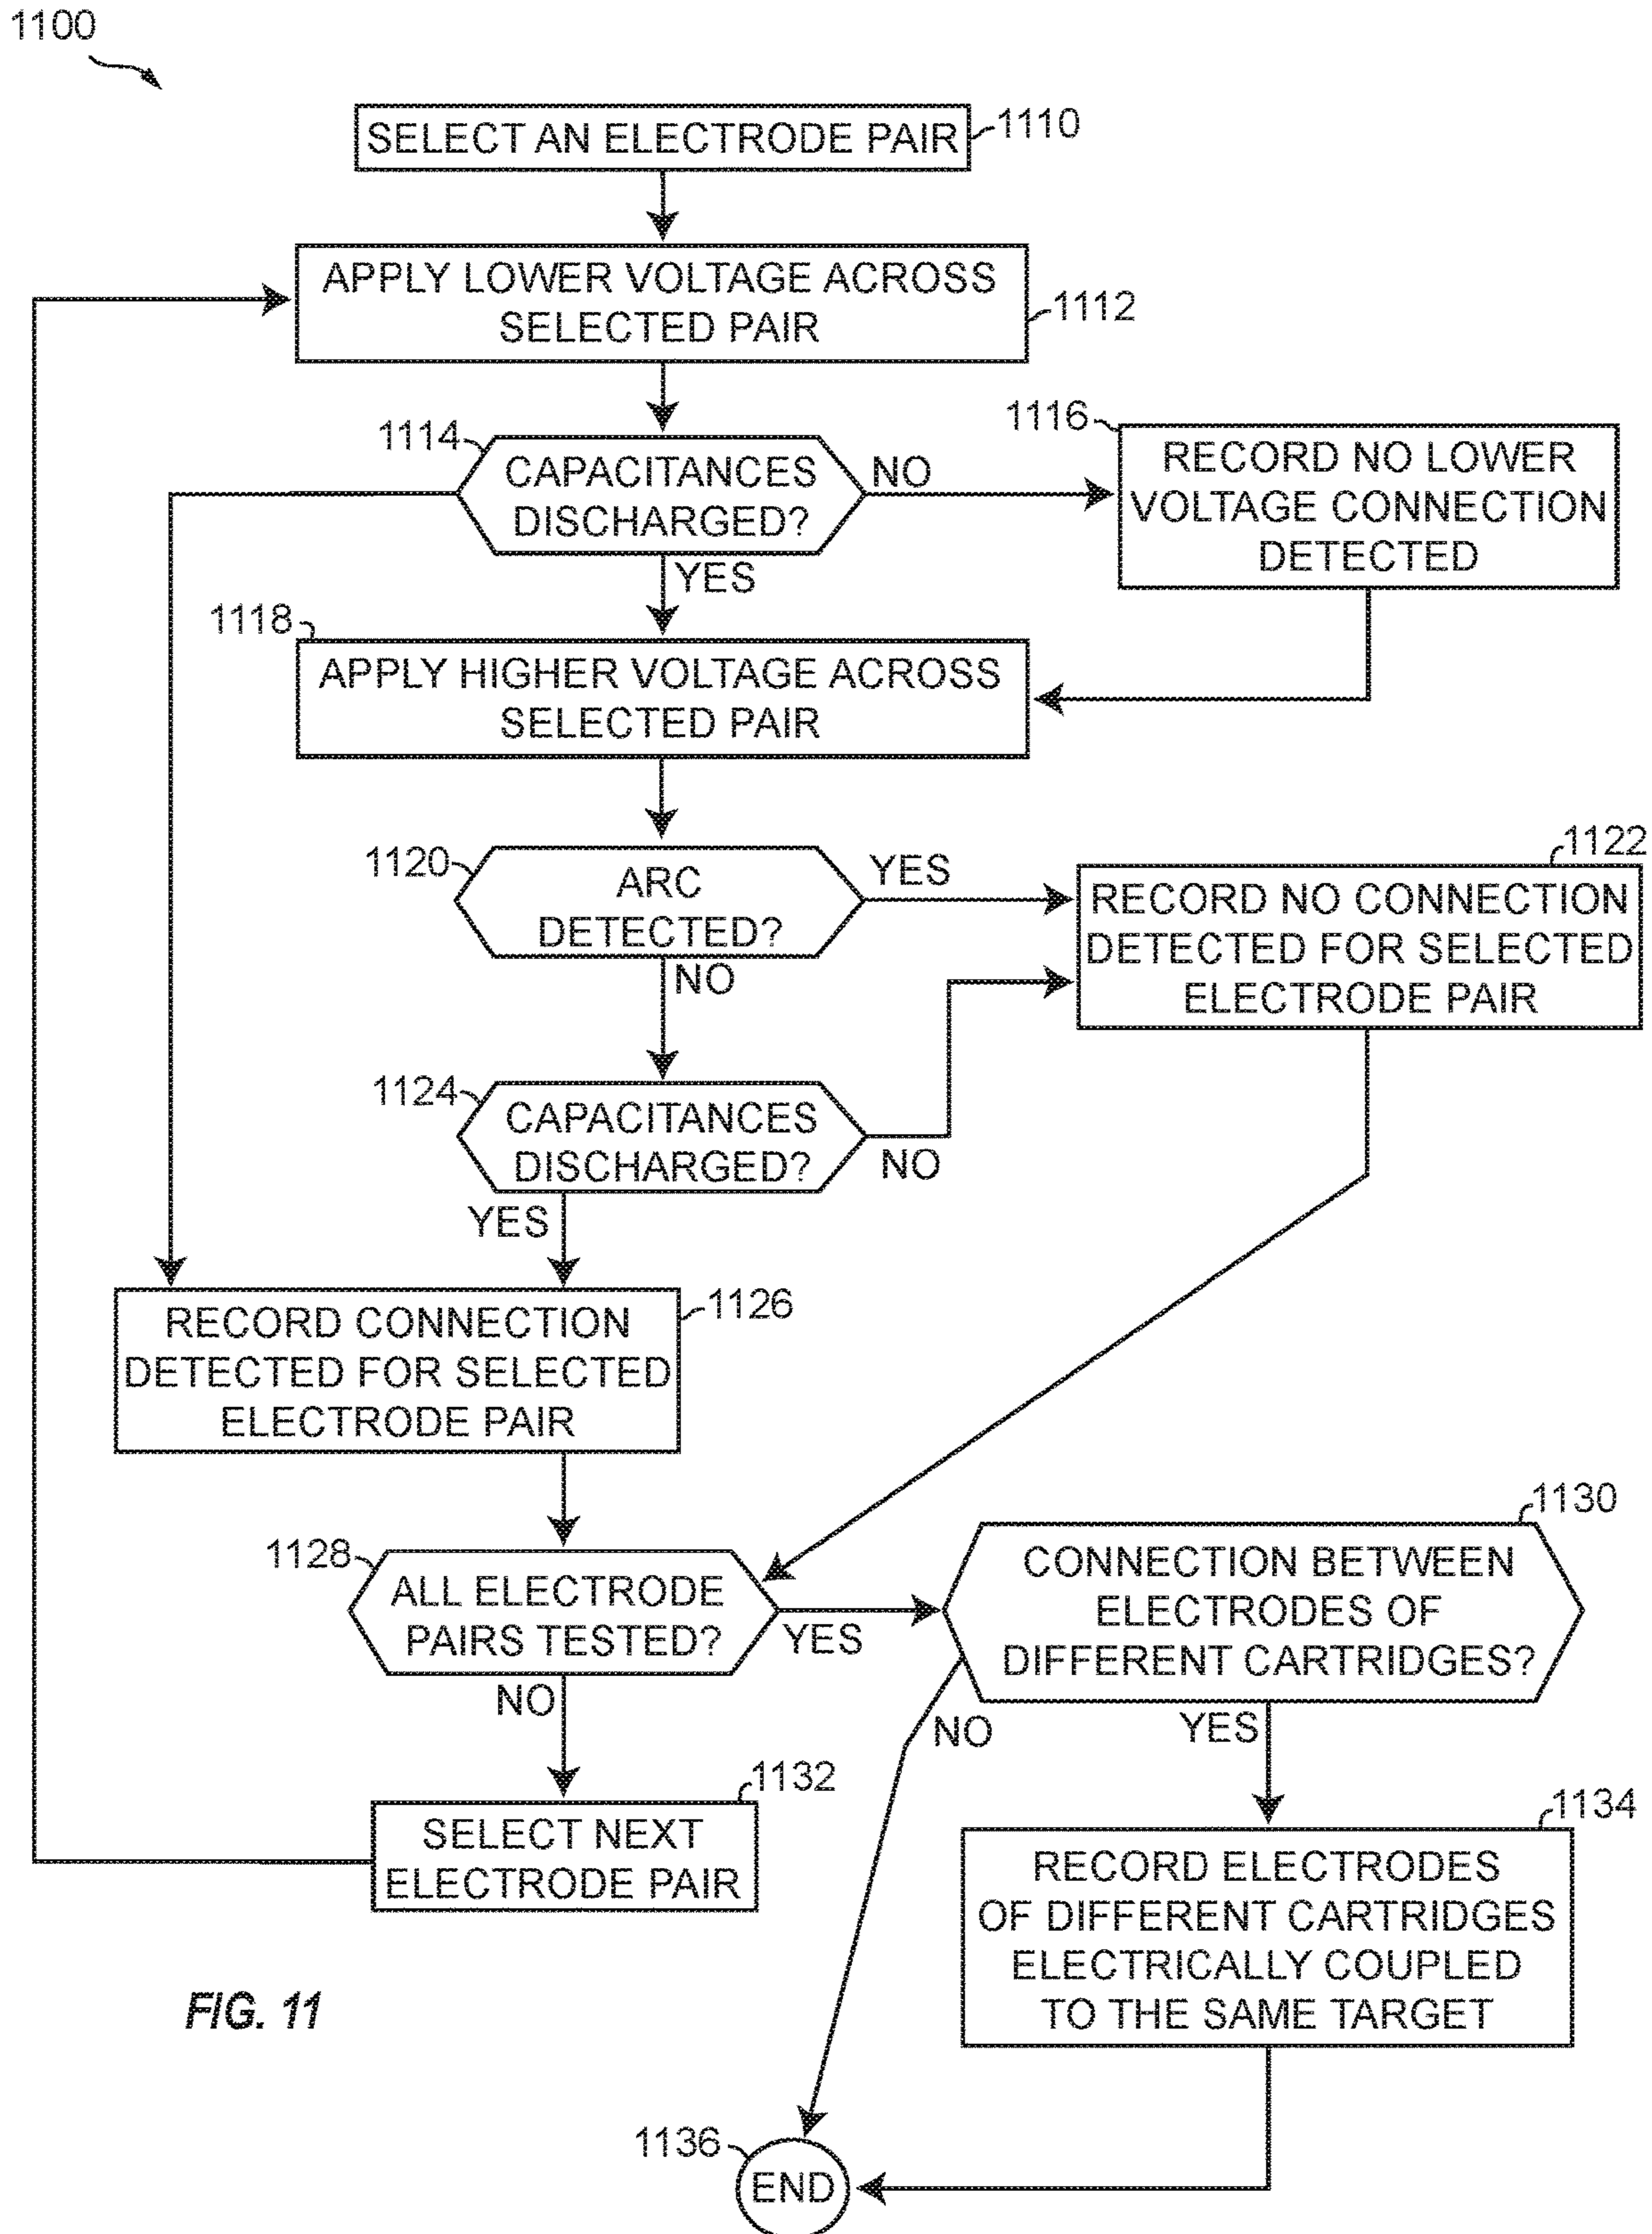 1100
SELECT AN ELECTRODE PAIR
1110
APPLY LOWER VOLTAGE ACROSS
SELECTED PAIR
1112
1114
CAPACITANCES
DISCHARGED?
NO
YES
1116
RECORD NO LOWER
VOLTAGE CONNECTION
DETECTED
1118
APPLY HIGHER VOLTAGE ACROSS
SELECTED PAIR
1120
ARC
DETECTED?
YES
NO
1122
RECORD NO CONNECTION
DETECTED FOR SELECTED
ELECTRODE PAIR
1124
CAPACITANCES
DISCHARGED?
NO
YES
1126
RECORD CONNECTION
DETECTED FOR SELECTED
ELECTRODE PAIR
1128
ALL ELECTRODE
PAIRS TESTED?
YES
NO
1130
CONNECTION BETWEEN
ELECTRODES OF
DIFFERENT CARTRIDGES?
NO
YES
1132
SELECT NEXT
ELECTRODE PAIR
1134
RECORD ELECTRODES
OF DIFFERENT CARTRIDGES
ELECTRICALLY COUPLED
TO THE SAME TARGET
FIG. 11
1136
END